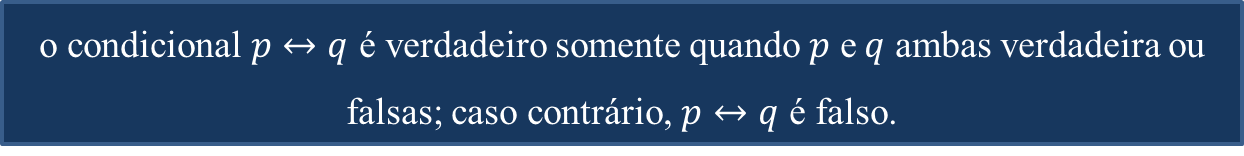 o condicional 𝑝 ↔ 𝑞 é verdadeiro somente quando 𝑝 e 𝑞 ambas verdadeira ou
falsas; caso contrário, 𝑝 ↔ 𝑞 é falso.